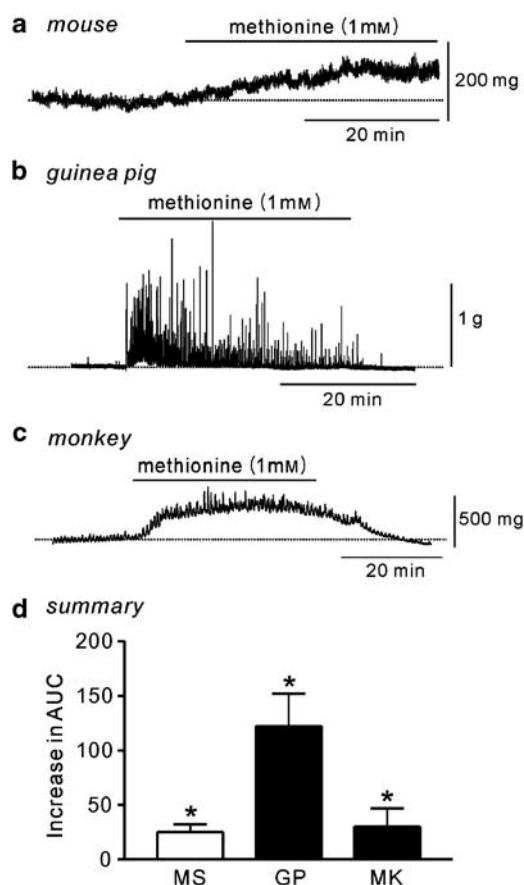 a mouse
methionine (1mM)
200 mg
20 min
b guinea pig
methionine (1mM)
1 g
20 min
c monkey
methionine (1mM)
500 mg
20 min
d summary
Increase in AUC
200
150
100
50
0
*
*
*
MS GP MK